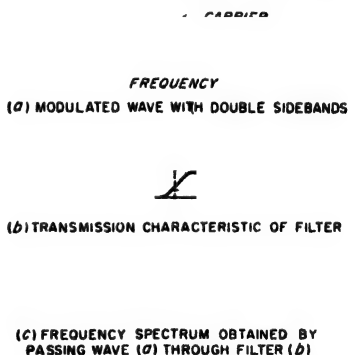 CARRIER
FREQUENCY
(a) MODULATED WAVE WITH DOUBLE SIDEBANDS
(b) TRANSMISSION CHARACTERISTIC OF FILTER
(c) FREQUENCY SPECTRUM OBTAINED BY
PASSING WAVE (a) THROUGH FILTER (b)